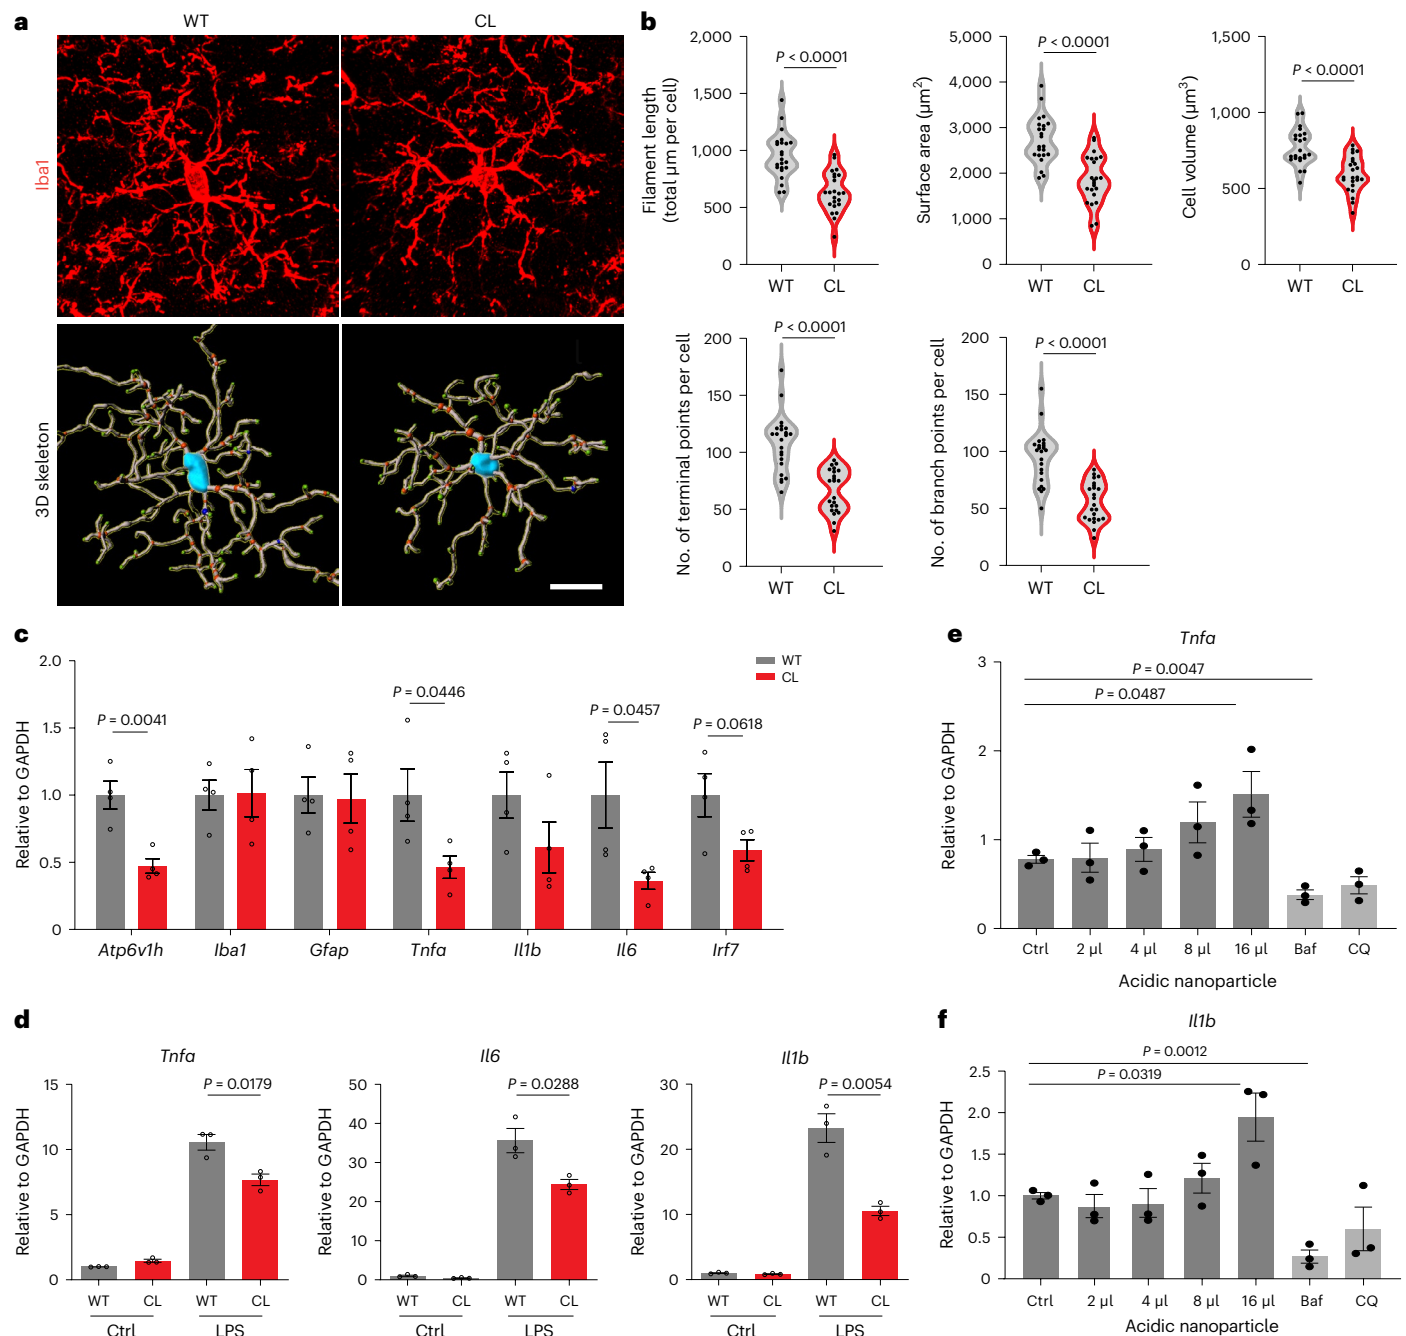 a
WT
CL
Iba1
3D skeleton
b
2,000
1,500
1,000
500
0
Filament length
(total µm per cell)
P < 0.0001
WT
CL
5,000
4,000
3,000
2,000
1,000
0
Surface area (µm²)
P < 0.0001
WT
CL
1,500
1,000
500
0
Cell volume (µm³)
P < 0.0001
WT
CL
200
150
100
50
0
No. of terminal points per cell
P < 0.0001
WT
CL
200
150
100
50
0
No. of branch points per cell
P < 0.0001
WT
CL
c
2.0
1.5
1.0
0.5
0
Relative to GAPDH
WT
CL
P = 0.0041
P = 0.0446
P = 0.0457
P = 0.0618
Atp6v1h
Iba1
Gfap
Tnfα
Il1b
Il6
Irf7
d
Tnfα
15
10
5
0
Relative to GAPDH
P = 0.0179
WT CL WT CL
Ctrl LPS
Il6
50
40
30
20
10
0
Relative to GAPDH
P = 0.0288
WT CL WT CL
Ctrl LPS
Il1b
30
20
10
0
Relative to GAPDH
P = 0.0054
WT CL WT CL
Ctrl LPS
e
Tnfα
3
2
1
0
Relative to GAPDH
P = 0.0047
P = 0.0487
Ctrl 2 µl 4 µl 8 µl 16 µl Baf CQ
Acidic nanoparticle
f
Il1b
2.5
2.0
1.5
1.0
0.5
0
Relative to GAPDH
P = 0.0012
P = 0.0319
Ctrl 2 µl 4 µl 8 µl 16 µl Baf CQ
Acidic nanoparticle